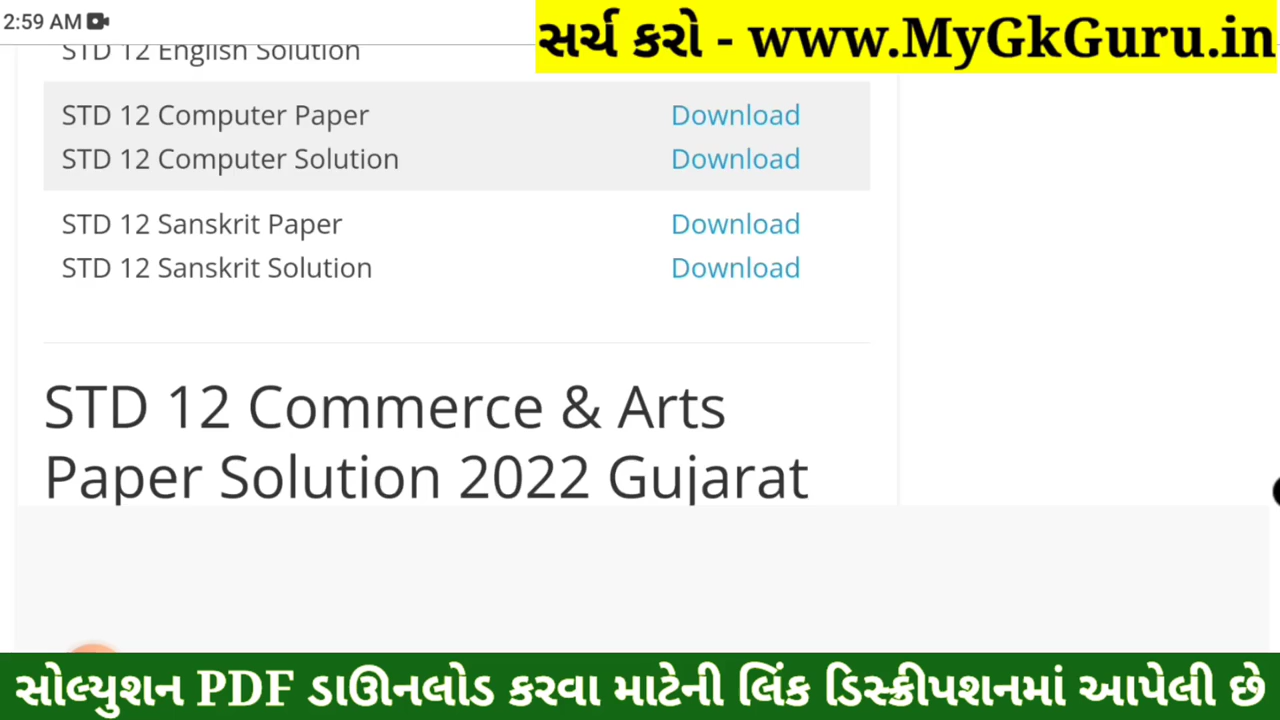 2:59 AM
સર્ચ કરો - www.MyGkGuru.in
STD 12 English Solution
STD 12 Computer Paper Download
STD 12 Computer Solution Download
STD 12 Sanskrit Paper Download
STD 12 Sanskrit Solution Download
STD 12 Commerce & Arts
Paper Solution 2022 Gujarat
સોલ્યુશન PDF ડાઊનલોડ કરવા માટેની લિંક ડિસ્ક્રીપશનમાં આપેલી છે